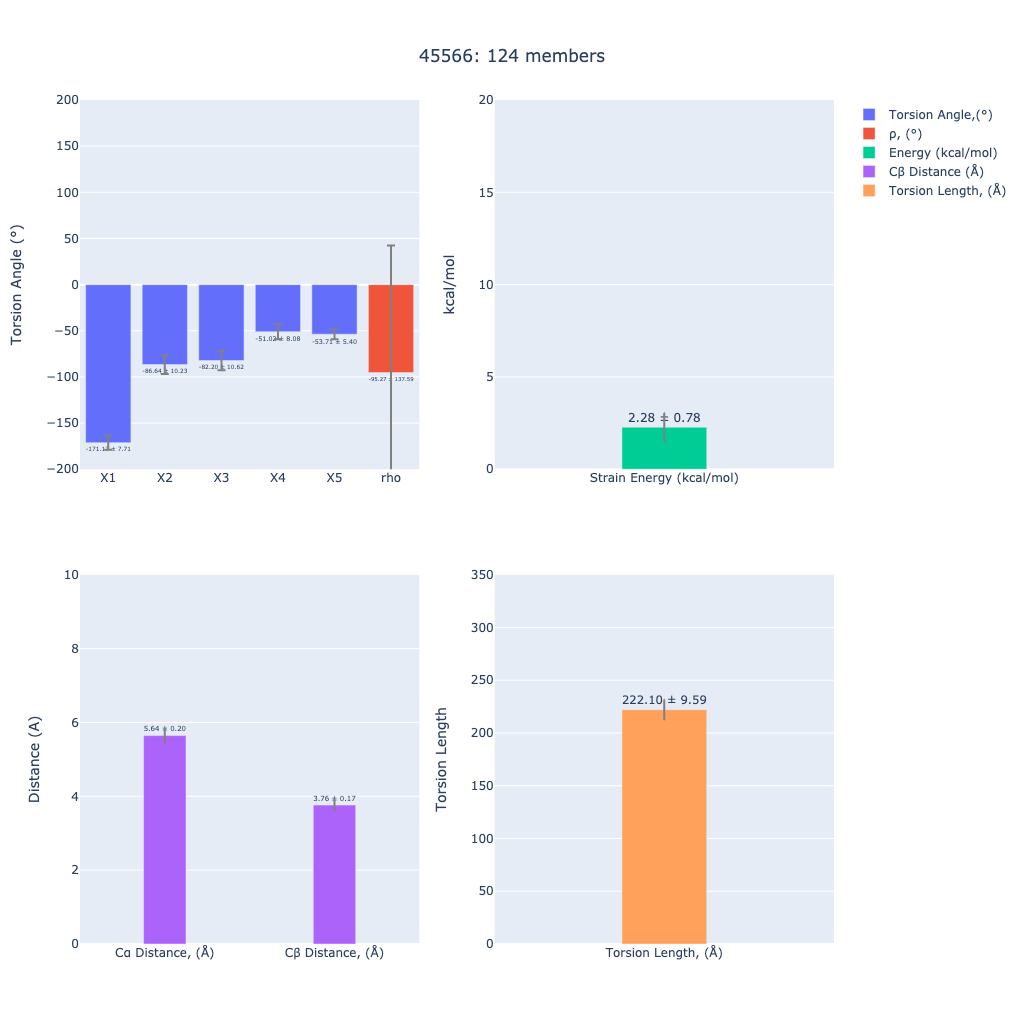 45566: 124 members
Torsion Angle (°)
200
150
100
50
0
−50
−100
−150
−200
-86.64 ± 10.23
-82.20 ± 10.62
-51.02 ± 8.08
-53.71 ± 5.40
-95.27 ± 137.59
X1
X2
X3
X4
X5
rho
kcal/mol
20
15
10
5
0
2.28 ± 0.78
Strain Energy (kcal/mol)
Torsion Angle,(°)
ρ, (°)
Energy (kcal/mol)
Cβ Distance (Å)
Torsion Length, (Å)
Distance (A)
10
8
6
4
2
0
5.64 ± 0.20
3.76 ± 0.17
Cα Distance, (Å)
Cβ Distance, (Å)
Torsion Length
350
300
250
200
150
100
50
0
222.10 ± 9.59
Torsion Length, (Å)